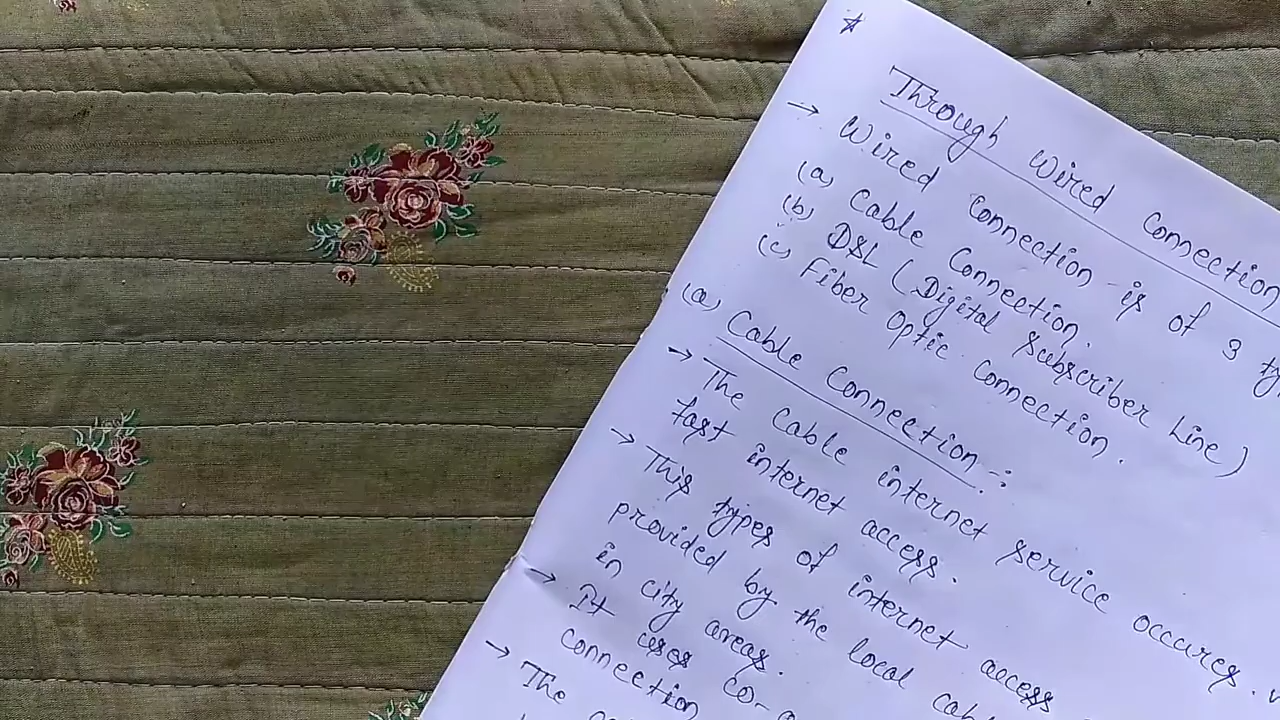 Through Wired Connection
→ Wired connection is of 3
(a) Cable Connection.
(b) DSL (Digital Subscriber Line)
(c) Fiber Optic Connection.
(a) Cable Connection -:
→ The Cable internet service occures.
fast internet access.
→ This types of internet access
provided by the local
in city areas.
→ It uses co-
connection
→ The